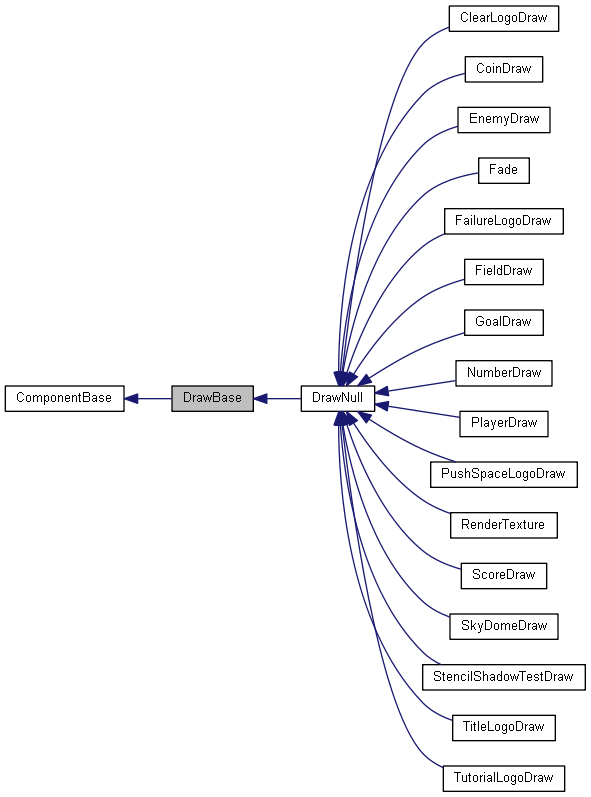 ClearLogoDraw
CoinDraw
EnemyDraw
Fade
FailureLogoDraw
FieldDraw
GoalDraw
NumberDraw
ComponentBase
DrawBase
DrawNull
PlayerDraw
PushSpaceLogoDraw
RenderTexture
ScoreDraw
SkyDomeDraw
StencilShadowTestDraw
TitleLogoDraw
TutorialLogoDraw